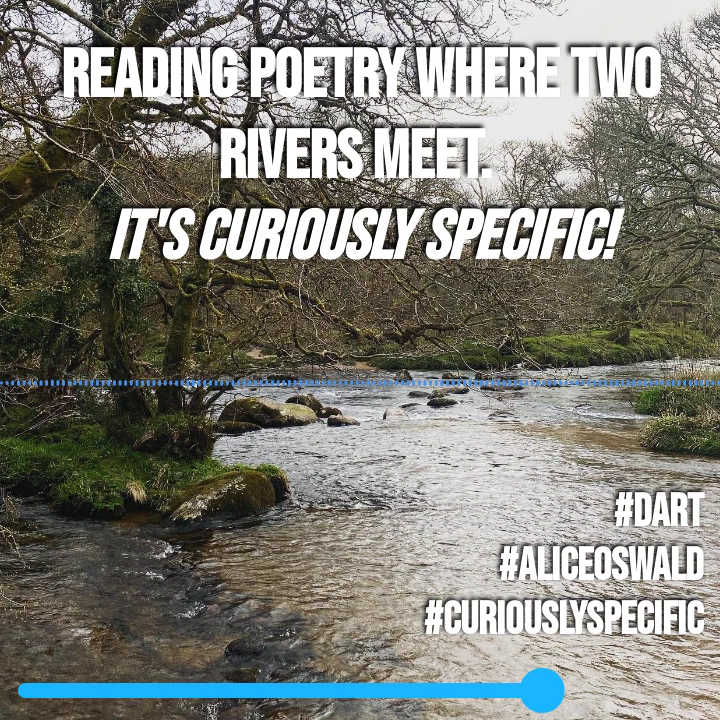 READING POETRY WHERE TWO
RIVERS MEET.
IT'S CURIOUSLY SPECIFIC!
#DART
#ALICEOSWALD
#CURIOUSLYSPECIFIC